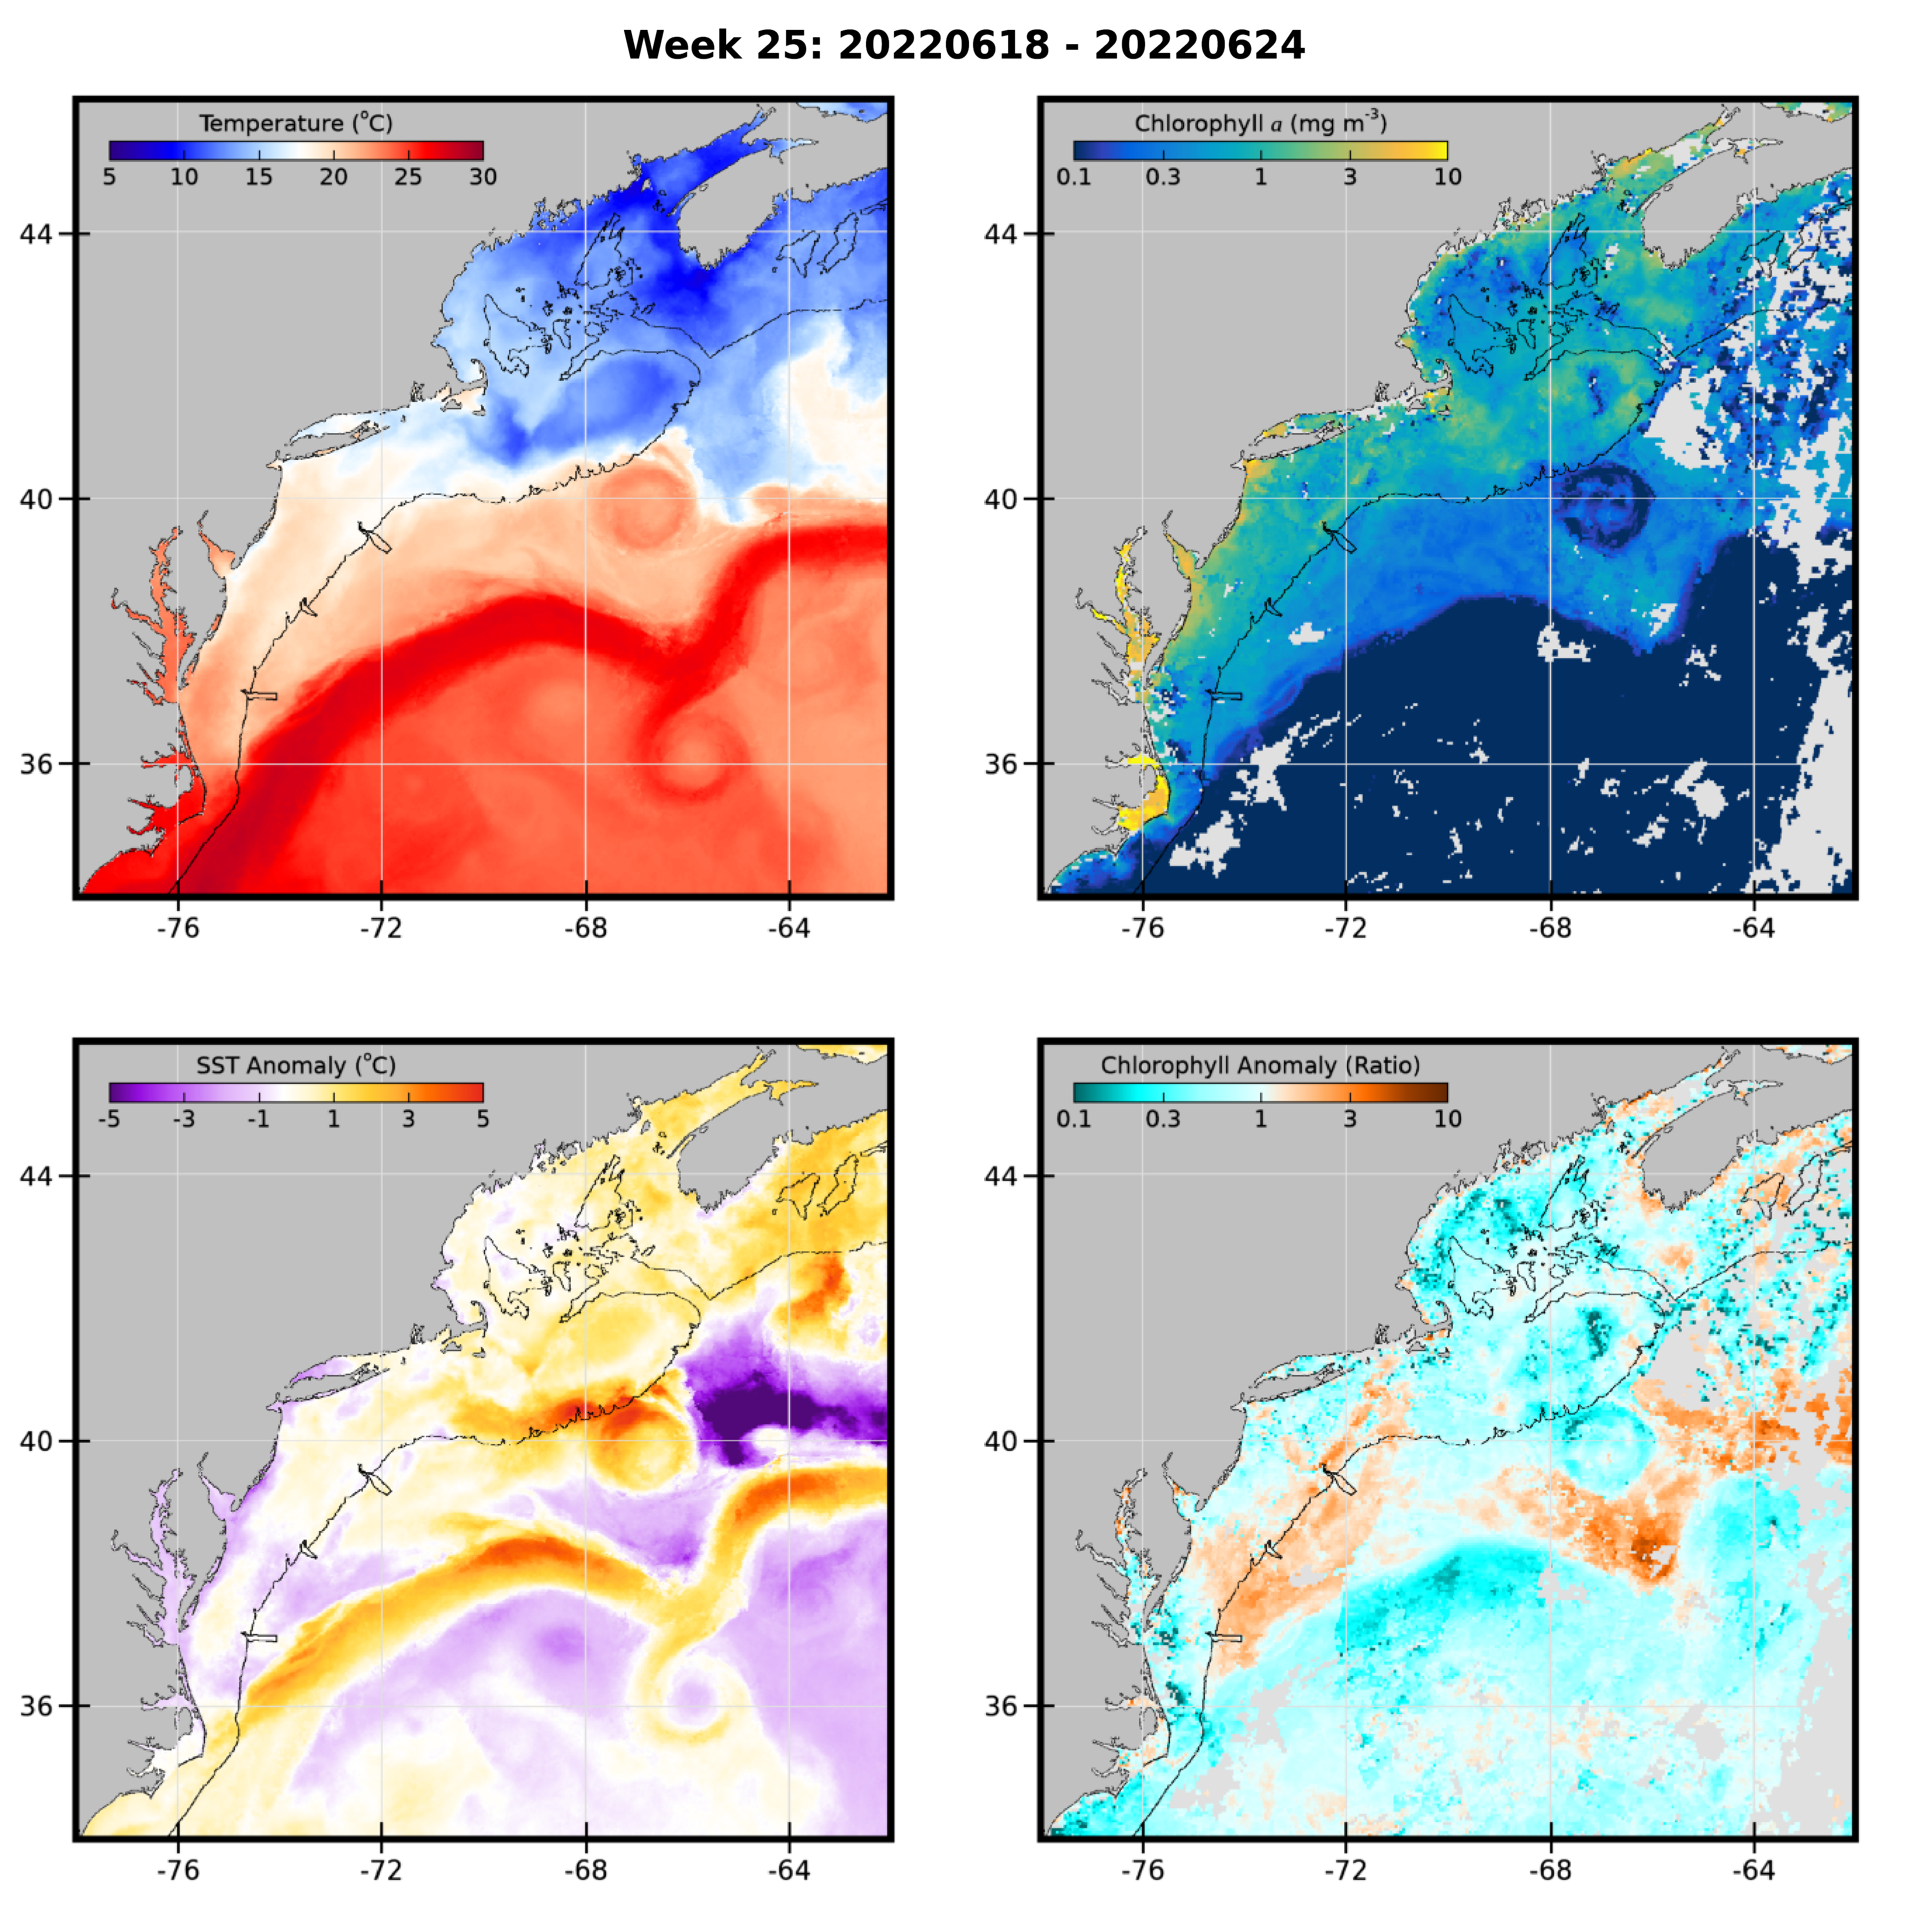 Week 25: 20220618 - 20220624
Temperature (°C)
5 10 15 20 25 30
44
40
36
-76 -72 -68 -64
Chlorophyll a (mg m⁻³)
0.1 0.3 1 3 10
44
40
36
-76 -72 -68 -64
SST Anomaly (°C)
-5 -3 -1 1 3 5
44
40
36
-76 -72 -68 -64
Chlorophyll Anomaly (Ratio)
0.1 0.3 1 3 10
44
40
36
-76 -72 -68 -64